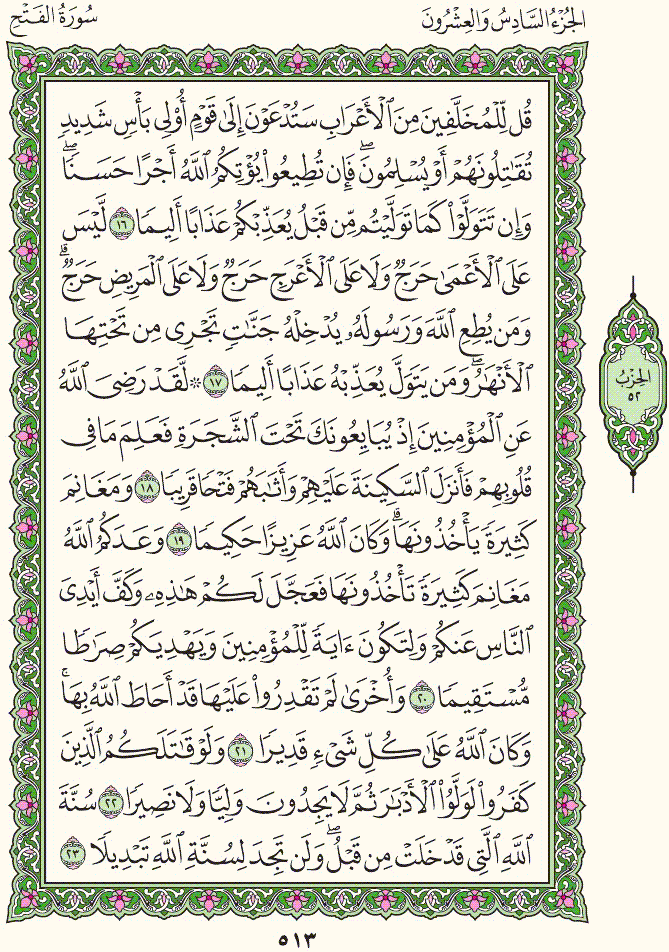 سُورَةُ الفَتْح
الجُزْءُ السَّادِسُ وَالعِشْرُونَ
قُل لِّلۡمُخَلَّفِينَ مِنَ ٱلۡأَعۡرَابِ سَتُدۡعَوۡنَ إِلَىٰ قَوۡمٍ أُوْلِي بَأۡسٖ شَدِيدٖ
تُقَٰتِلُونَهُمۡ أَوۡ يُسۡلِمُونَۖ فَإِن تُطِيعُواْ يُؤۡتِكُمُ ٱللَّهُ أَجۡرًا حَسَنٗاۖ
وَإِن تَتَوَلَّوۡاْ كَمَا تَوَلَّيۡتُم مِّن قَبۡلُ يُعَذِّبۡكُمۡ عَذَابًا أَلِيمٗا ١٦ لَّيۡسَ
عَلَى ٱلۡأَعۡمَىٰ حَرَجٞ وَلَا عَلَى ٱلۡأَعۡرَجِ حَرَجٞ وَلَا عَلَى ٱلۡمَرِيضِ حَرَجٞۗ
وَمَن يُطِعِ ٱللَّهَ وَرَسُولَهُۥ يُدۡخِلۡهُ جَنَّٰتٖ تَجۡرِي مِن تَحۡتِهَا
ٱلۡأَنۡهَٰرُۖ وَمَن يَتَوَلَّ يُعَذِّبۡهُ عَذَابًا أَلِيمٗا ١٧ ۞ لَّقَدۡ رَضِيَ ٱللَّهُ
عَنِ ٱلۡمُؤۡمِنِينَ إِذۡ يُبَايِعُونَكَ تَحۡتَ ٱلشَّجَرَةِ فَعَلِمَ مَا فِي
قُلُوبِهِمۡ فَأَنزَلَ ٱلسَّكِينَةَ عَلَيۡهِمۡ وَأَثَٰبَهُمۡ فَتۡحٗا قَرِيبٗا ١٨ وَمَغَانِمَ
كَثِيرَةٗ يَأۡخُذُونَهَاۗ وَكَانَ ٱللَّهُ عَزِيزًا حَكِيمٗا ١٩ وَعَدَكُمُ ٱللَّهُ
مَغَانِمَ كَثِيرَةٗ تَأۡخُذُونَهَا فَعَجَّلَ لَكُمۡ هَٰذِهِۦ وَكَفَّ أَيۡدِيَ
ٱلنَّاسِ عَنكُمۡ وَلِتَكُونَ ءَايَةٗ لِّلۡمُؤۡمِنِينَ وَيَهۡدِيَكُمۡ صِرَٰطٗا
مُّسۡتَقِيمٗا ٢٠ وَأُخۡرَىٰ لَمۡ تَقۡدِرُواْ عَلَيۡهَا قَدۡ أَحَاطَ ٱللَّهُ بِهَاۚ
وَكَانَ ٱللَّهُ عَلَىٰ كُلِّ شَيۡءٖ قَدِيرٗا ٢١ وَلَوۡ قَٰتَلَكُمُ ٱلَّذِينَ
كَفَرُواْ لَوَلَّوُاْ ٱلۡأَدۡبَٰرَ ثُمَّ لَا يَجِدُونَ وَلِيّٗا وَلَا نَصِيرٗا ٢٢ سُنَّةَ
ٱللَّهِ ٱلَّتِي قَدۡ خَلَتۡ مِن قَبۡلُۖ وَلَن تَجِدَ لِسُنَّةِ ٱللَّهِ تَبۡدِيلٗا ٢٣
الحِزْبُ
٥٢
٥١٣